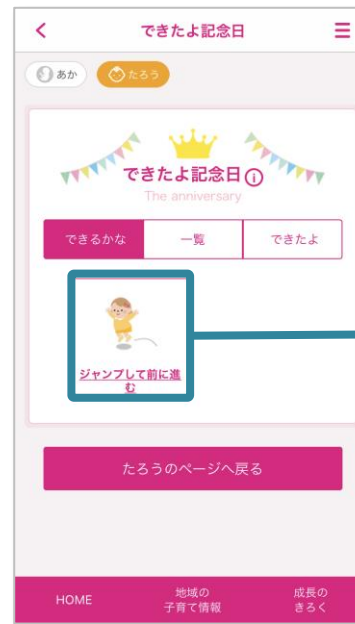 できたよ記念日
あか
たろう
できたよ記念日
The anniversary
できるかな
一覧
できたよ
ジャンプして前に進
む
たろうのページへ戻る
HOME
地域の
子育て情報
成長の
きろく